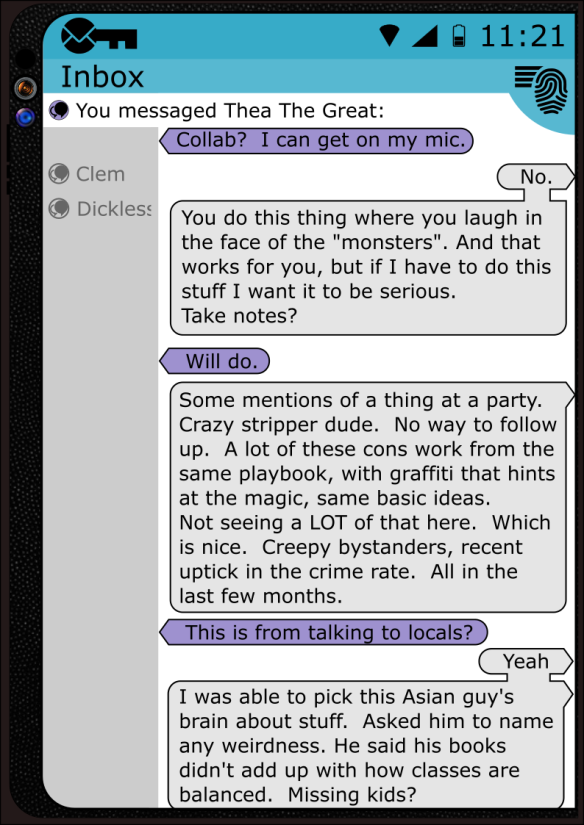 11:21
Inbox
You messaged Thea The Great:
Clem
Dickless
Collab?  I can get on my mic.
No.
You do this thing where you laugh in
the face of the "monsters". And that
works for you, but if I have to do this
stuff I want it to be serious.
Take notes?
Will do.
Some mentions of a thing at a party.
Crazy stripper dude.  No way to follow
up.  A lot of these cons work from the
same playbook, with graffiti that hints
at the magic, same basic ideas.
Not seeing a LOT of that here.  Which
is nice.  Creepy bystanders, recent
uptick in the crime rate.  All in the
last few months.
This is from talking to locals?
Yeah
I was able to pick this Asian guy's
brain about stuff.  Asked him to name
any weirdness. He said his books
didn't add up with how classes are
balanced.  Missing kids?